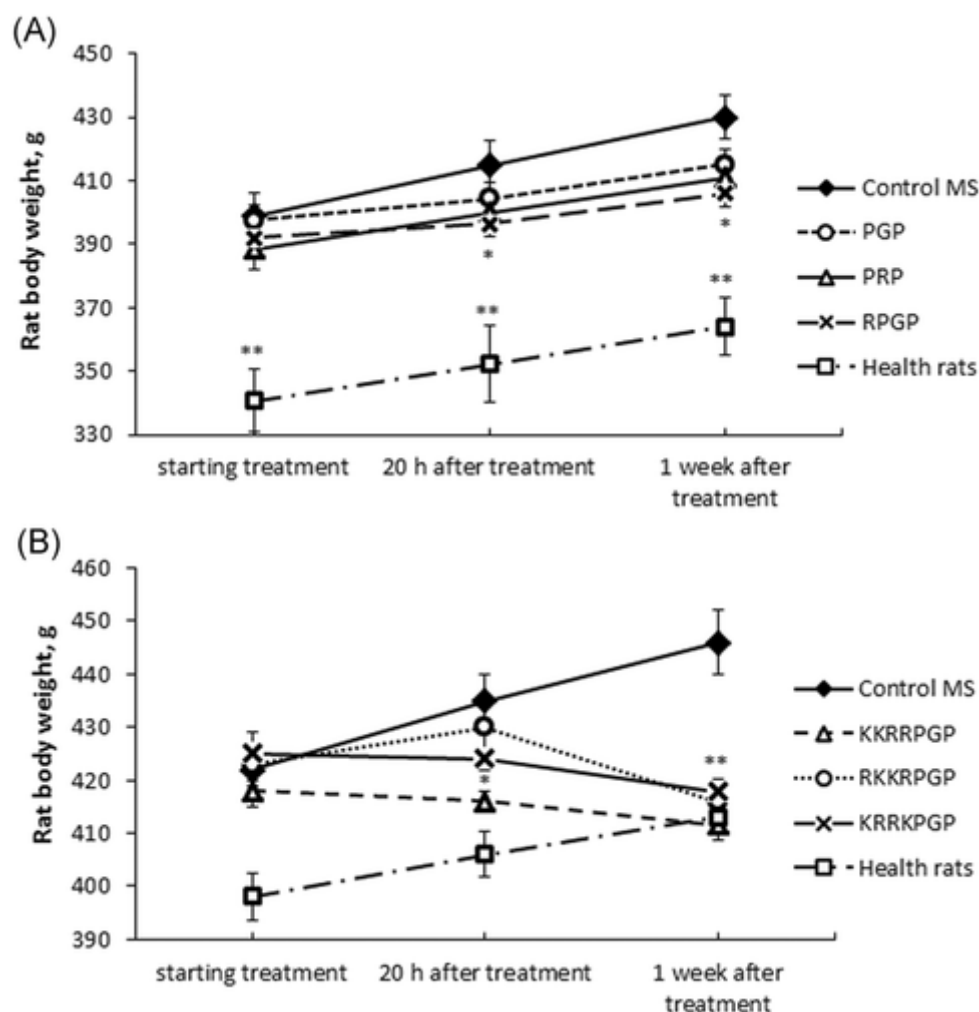 (A)
450
430
410
390
370
350
330
Rat body weight, g
**
**
*
**
*
starting treatment
20 h after treatment
1 week after
treatment
Control MS
PGP
PRP
RPGP
Health rats
(B)
460
450
440
430
420
410
400
390
Rat body weight, g
*
**
starting treatment
20 h after treatment
1 week after
treatment
Control MS
KKRRPGP
RKKRPGP
KRRKPGP
Health rats